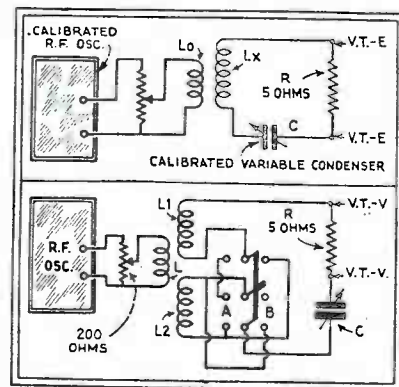 CALIBRATED
R.F. OSC.
Lo
Lx
V.T.-E
R
5 OHMS
C
V.T.-E
CALIBRATED VARIABLE CONDENSER
R.F.
OSC.
L1
L
L2
A
B
200
OHMS
V.T.-V
R
5 OHMS
V.T.-V.
C